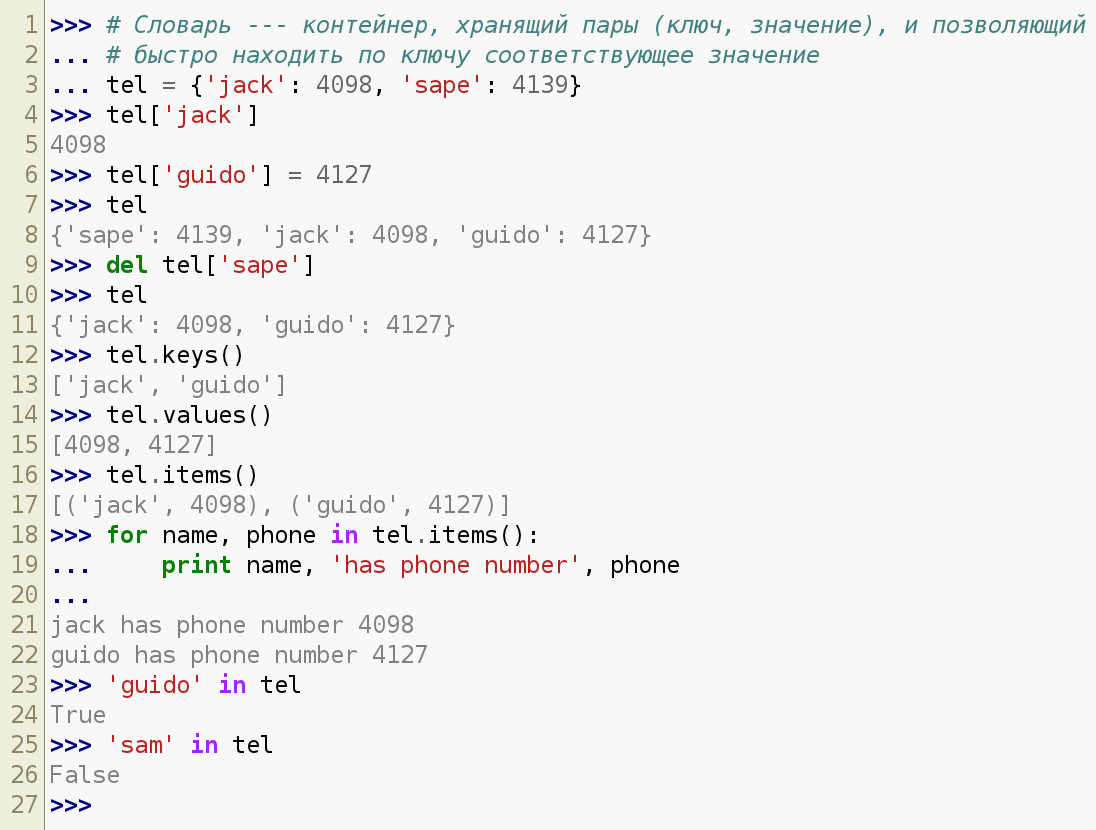 1 >>> # Словарь --- контейнер, хранящий пары (ключ, значение), и позволяющий
2 ... # быстро находить по ключу соответствующее значение
3 ... tel = {'jack': 4098, 'sape': 4139}
4 >>> tel['jack']
5 4098
6 >>> tel['guido'] = 4127
7 >>> tel
8 {'sape': 4139, 'jack': 4098, 'guido': 4127}
9 >>> del tel['sape']
10 >>> tel
11 {'jack': 4098, 'guido': 4127}
12 >>> tel.keys()
13 ['jack', 'guido']
14 >>> tel.values()
15 [4098, 4127]
16 >>> tel.items()
17 [('jack', 4098), ('guido', 4127)]
18 >>> for name, phone in tel.items():
19 ...     print name, 'has phone number', phone
20 ...
21 jack has phone number 4098
22 guido has phone number 4127
23 >>> 'guido' in tel
24 True
25 >>> 'sam' in tel
26 False
27 >>>